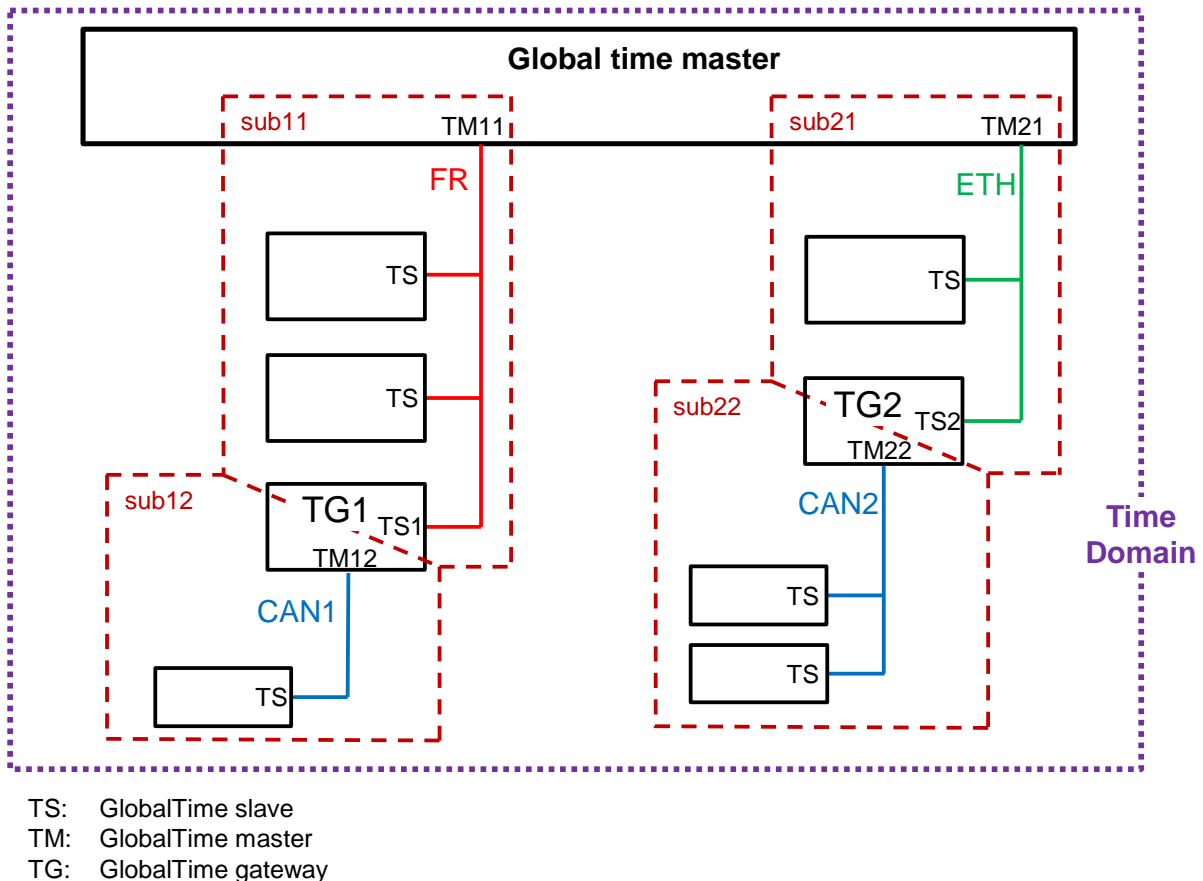 Global time master
sub11
TM11
sub21
TM21
FR
ETH
TS
TS
TS
sub22
TG2
TS2
TM22
sub12
TG1
TS1
TM12
CAN2
Time
Domain
CAN1
TS
TS
TS
TS: GlobalTime slave
TM: GlobalTime master
TG: GlobalTime gateway